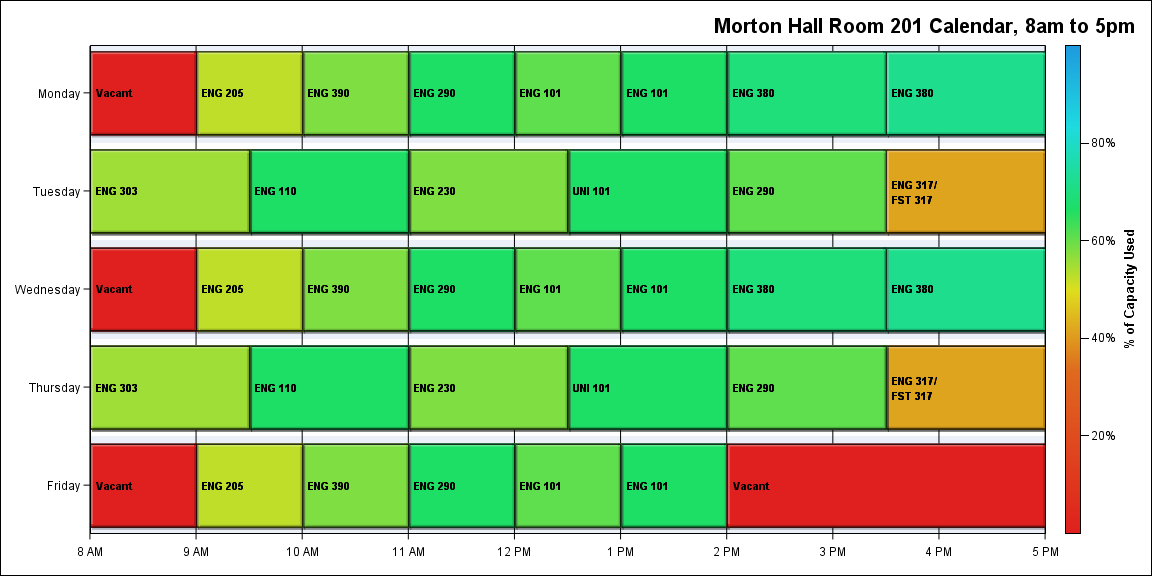 Morton Hall Room 201 Calendar, 8am to 5pm
Monday
Vacant
ENG 205
ENG 390
ENG 290
ENG 101
ENG 101
ENG 380
ENG 380
Tuesday
ENG 303
ENG 110
ENG 230
UNI 101
ENG 290
ENG 317/
FST 317
Wednesday
Vacant
ENG 205
ENG 390
ENG 290
ENG 101
ENG 101
ENG 380
ENG 380
Thursday
ENG 303
ENG 110
ENG 230
UNI 101
ENG 290
ENG 317/
FST 317
Friday
Vacant
ENG 205
ENG 390
ENG 290
ENG 101
ENG 101
Vacant
8 AM
9 AM
10 AM
11 AM
12 PM
1 PM
2 PM
3 PM
4 PM
5 PM
80%
60%
40%
20%
% of Capacity Used